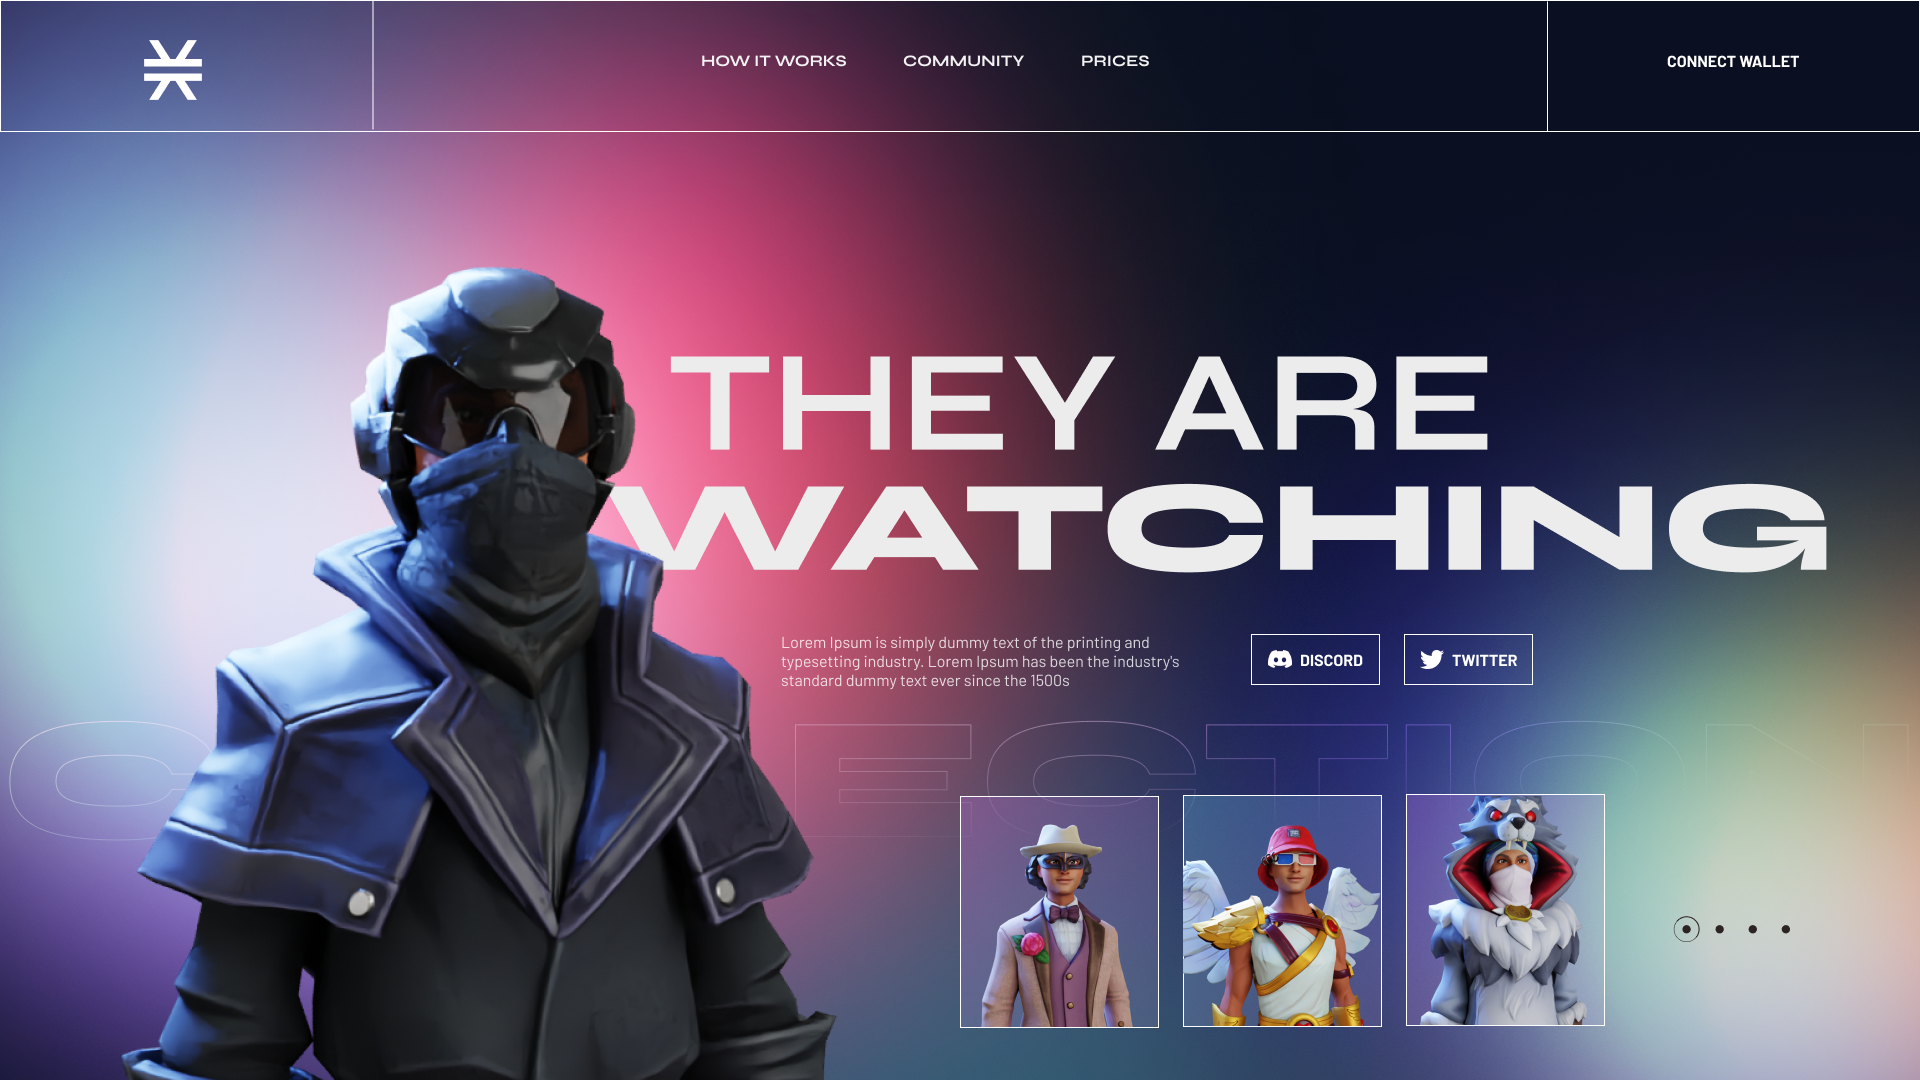 HOW IT WORKS
COMMUNITY
PRICES
CONNECT WALLET
THEY ARE
WATCHING
Lorem Ipsum is simply dummy text of the printing and
typesetting industry. Lorem Ipsum has been the industry's
standard dummy text ever since the 1500s
DISCORD
TWITTER